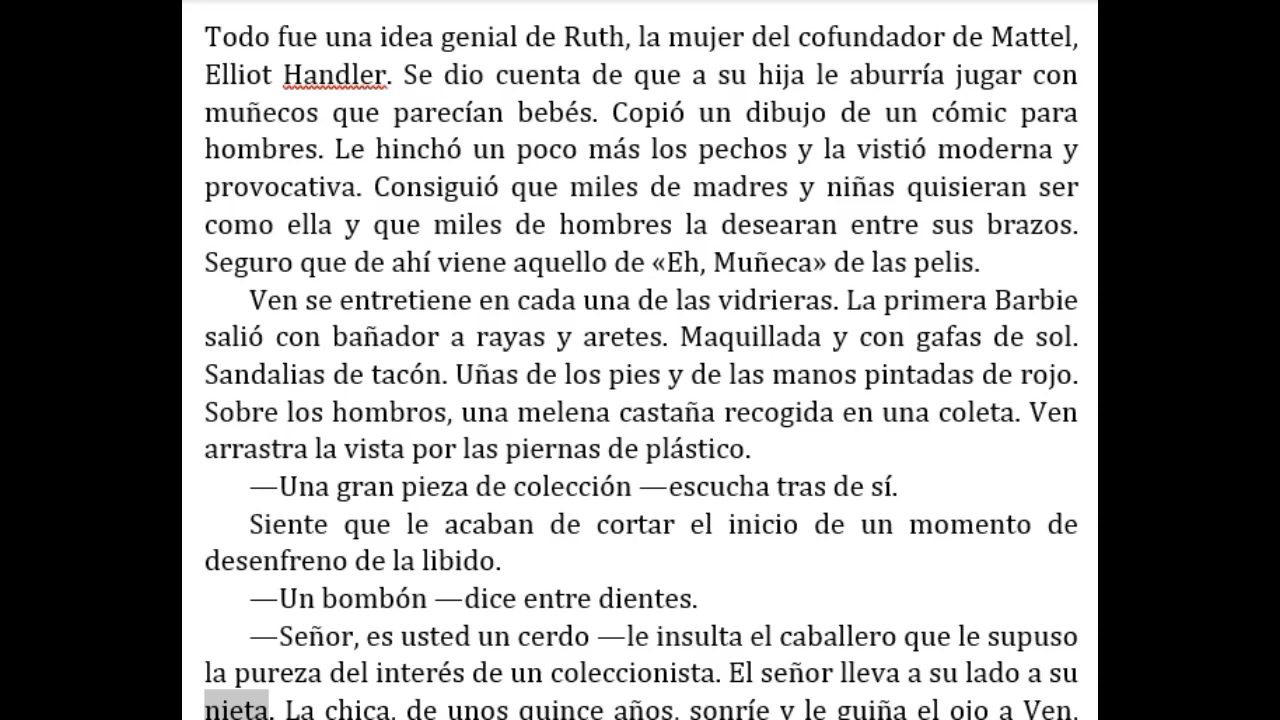 Todo fue una idea genial de Ruth, la mujer del cofundador de Mattel,
Elliot Handler. Se dio cuenta de que a su hija le aburría jugar con
muñecos que parecían bebés. Copió un dibujo de un cómic para
hombres. Le hinchó un poco más los pechos y la vistió moderna y
provocativa. Consiguió que miles de madres y niñas quisieran ser
como ella y que miles de hombres la desearan entre sus brazos.
Seguro que de ahí viene aquello de «Eh, Muñeca» de las pelis.
Ven se entretiene en cada una de las vidrieras. La primera Barbie
salió con bañador a rayas y aretes. Maquillada y con gafas de sol.
Sandalias de tacón. Uñas de los pies y de las manos pintadas de rojo.
Sobre los hombros, una melena castaña recogida en una coleta. Ven
arrastra la vista por las piernas de plástico.
—Una gran pieza de colección —escucha tras de sí.
Siente que le acaban de cortar el inicio de un momento de
desenfreno de la libido.
—Un bombón —dice entre dientes.
—Señor, es usted un cerdo —le insulta el caballero que le supuso
la pureza del interés de un coleccionista. El señor lleva a su lado a su
nieta. La chica, de unos quince años, sonríe y le guiña el ojo a Ven.